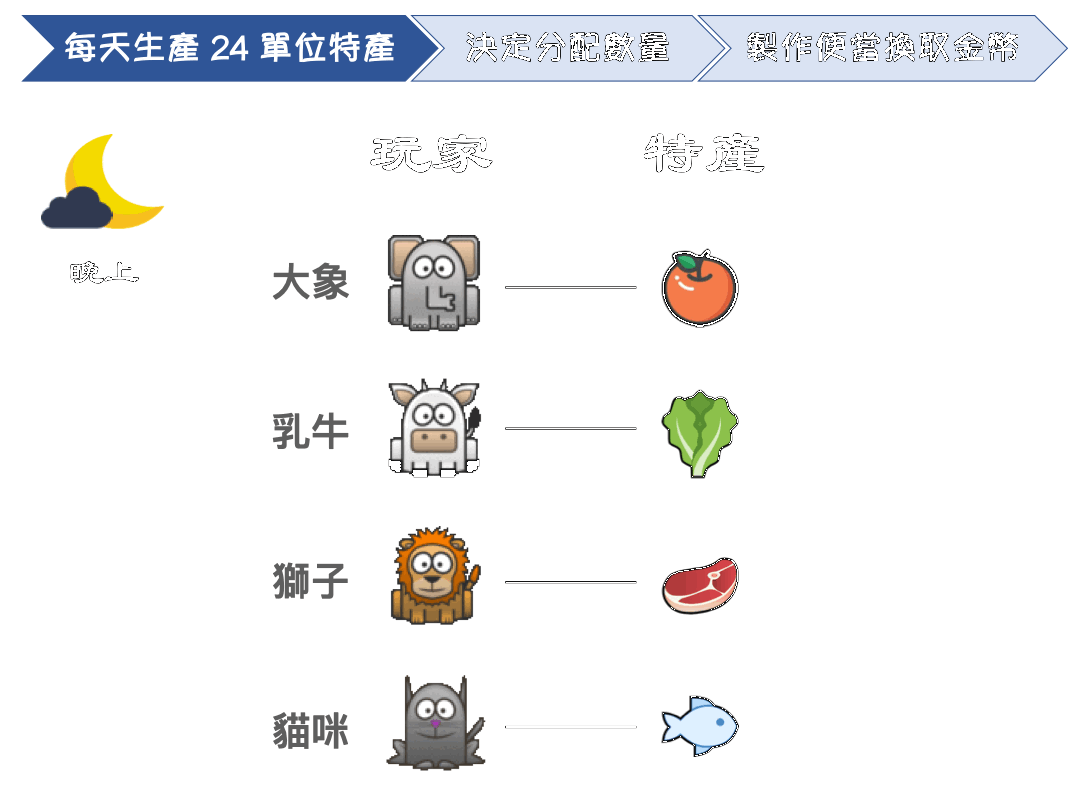 每天生產 24 單位特產
決定分配數量
製作便當換取金幣
玩家
特產
晚上
大象
乳牛
獅子
貓咪